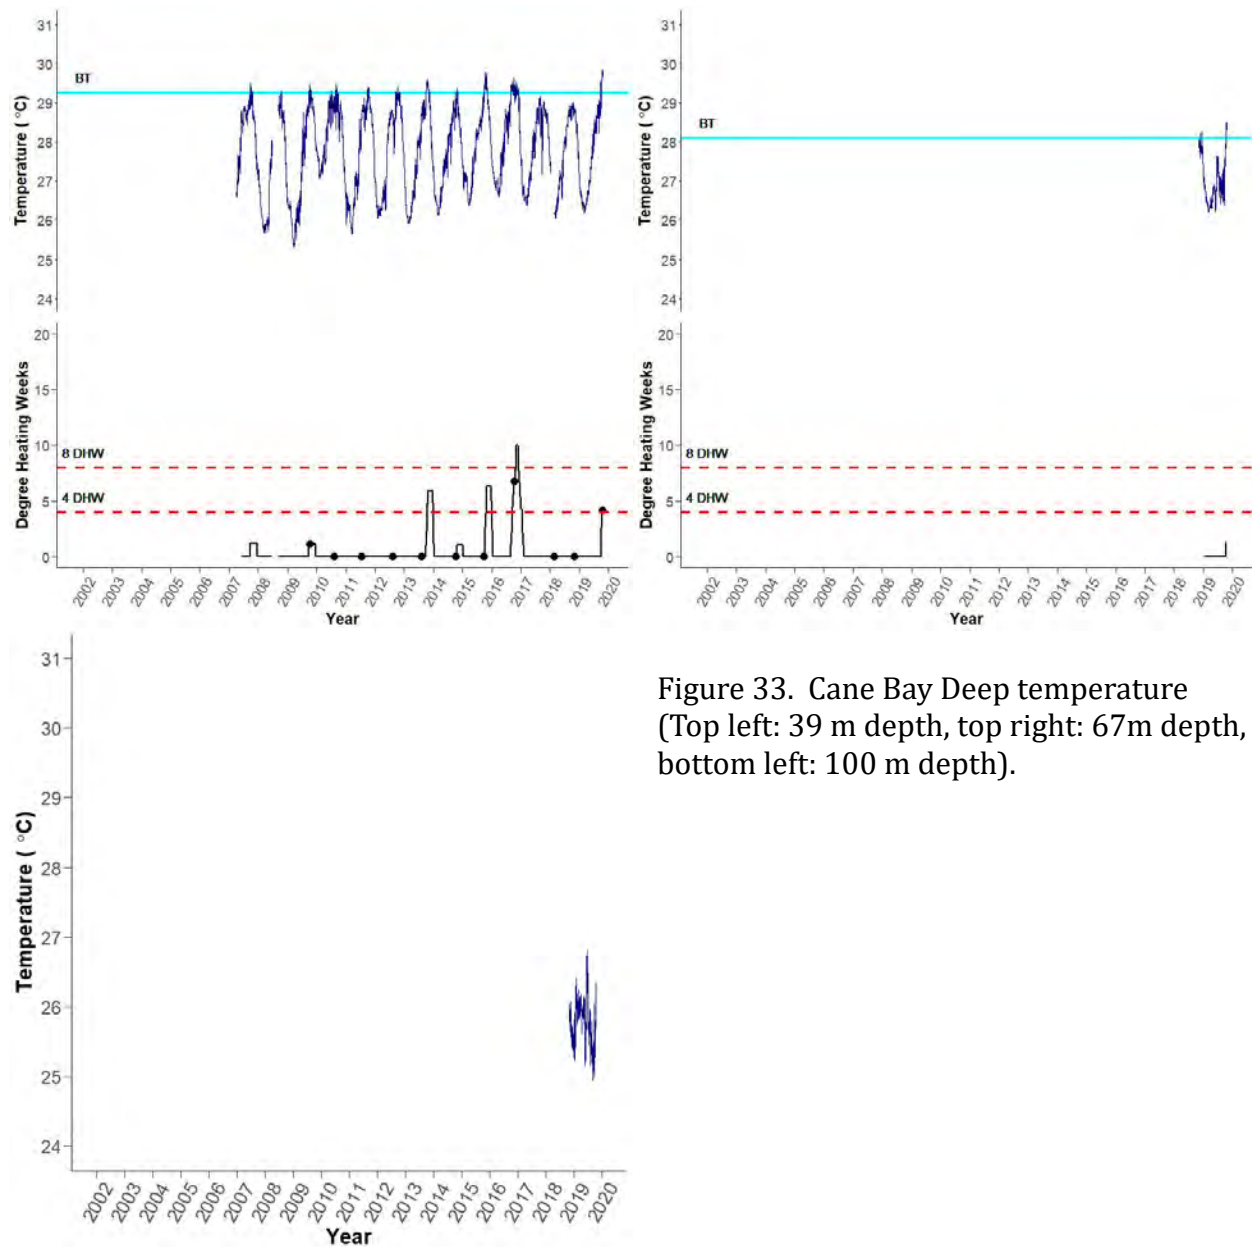 31
30
29
28
27
26
25
24
Temperature ( °C)
BT
20
15
10
5
0
Degree Heating Weeks
8 DHW
4 DHW
2002 2003 2004 2005 2006 2007 2008 2009 2010 2011 2012 2013 2014 2015 2016 2017 2018 2019 2020
Year
31
30
29
28
27
26
25
24
Temperature ( °C)
BT
20
15
10
5
0
Degree Heating Weeks
8 DHW
4 DHW
2002 2003 2004 2005 2006 2007 2008 2009 2010 2011 2012 2013 2014 2015 2016 2017 2018 2019 2020
Year
31
30
29
28
27
26
25
24
Temperature ( °C)
2002 2003 2004 2005 2006 2007 2008 2009 2010 2011 2012 2013 2014 2015 2016 2017 2018 2019 2020
Year
Figure 33.  Cane Bay Deep temperature
(Top left: 39 m depth, top right: 67m depth,
bottom left: 100 m depth).